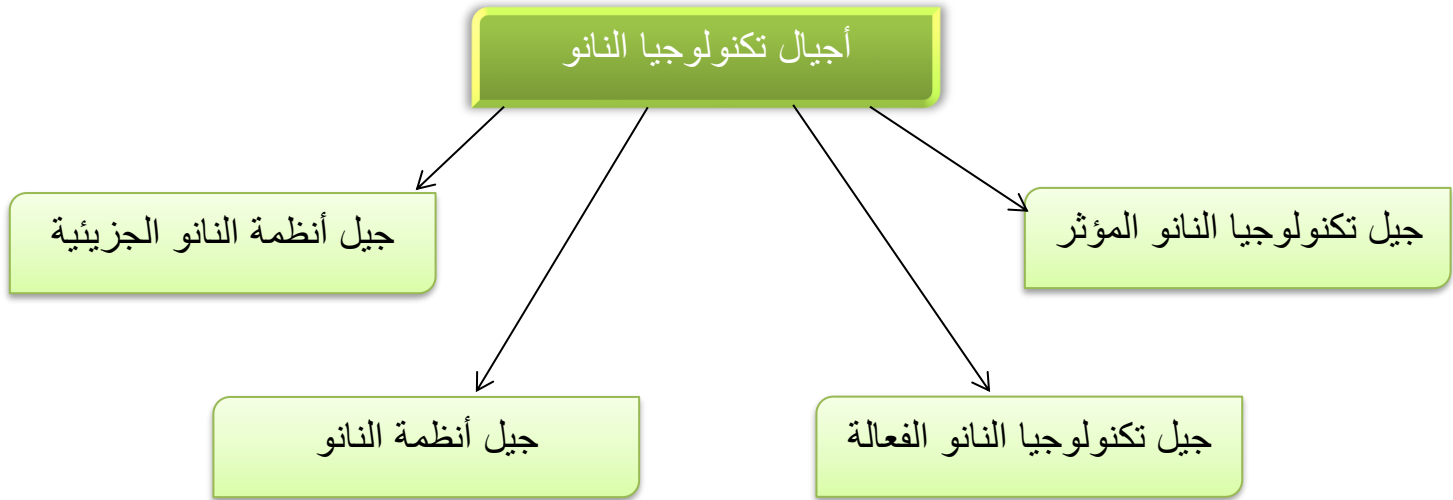 أجيال تكنولوجيا النانو
جيل تكنولوجيا النانو المؤثر
جيل أنظمة النانو الجزيئية
جيل تكنولوجيا النانو الفعالة
جيل أنظمة النانو